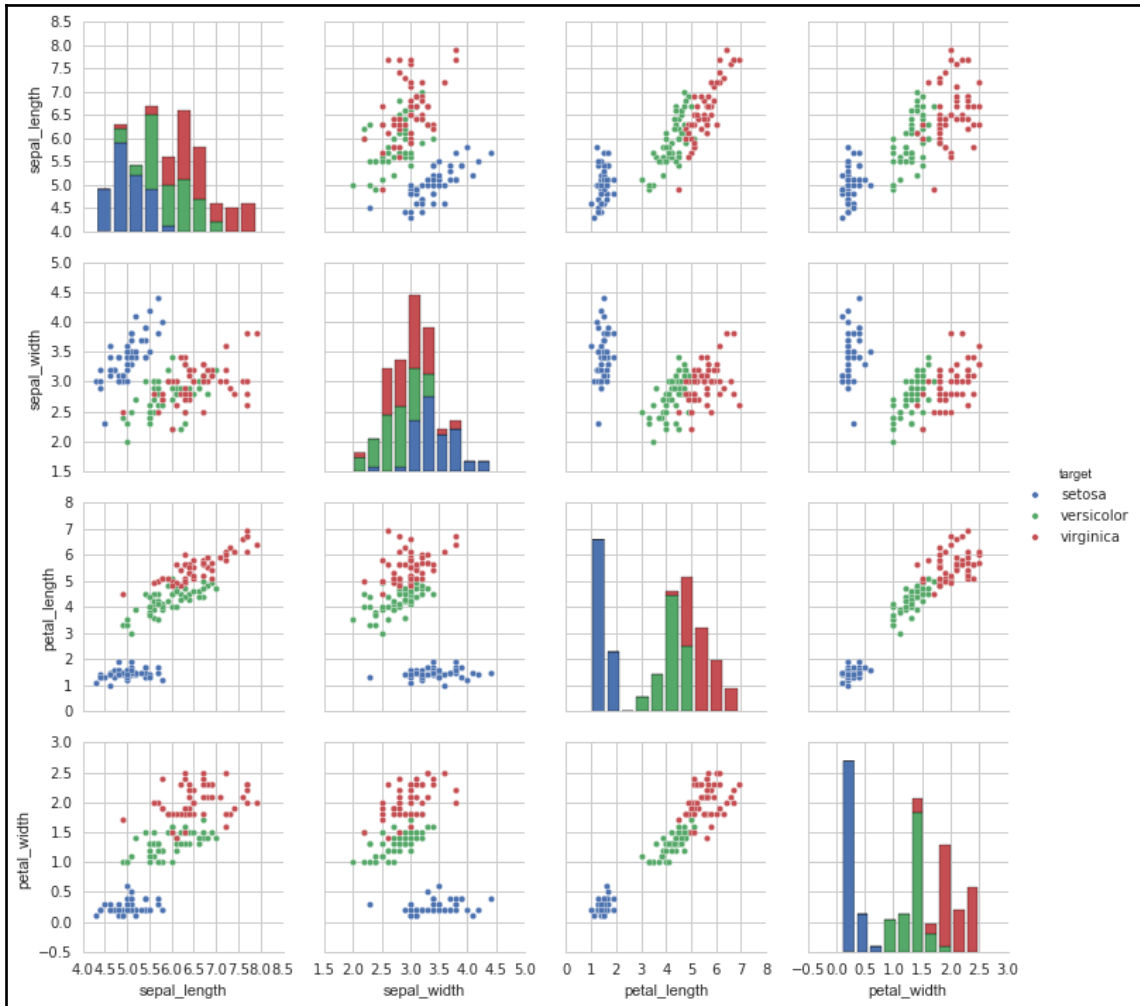 8.5
8.0
7.5
7.0
6.5
6.0
5.5
5.0
4.5
4.0
sepal_length
5.0
4.5
4.0
3.5
3.0
2.5
2.0
1.5
sepal_width
target
setosa
versicolor
virginica
8
7
6
5
4
3
2
1
0
petal_length
3.0
2.5
2.0
1.5
1.0
0.5
0.0
−0.5
petal_width
4.0 4.5 5.0 5.5 6.0 6.5 7.0 7.5 8.0 8.5
1.5 2.0 2.5 3.0 3.5 4.0 4.5 5.0
0 1 2 3 4 5 6 7 8
−0.5 0.0 0.5 1.0 1.5 2.0 2.5 3.0
sepal_length
sepal_width
petal_length
petal_width